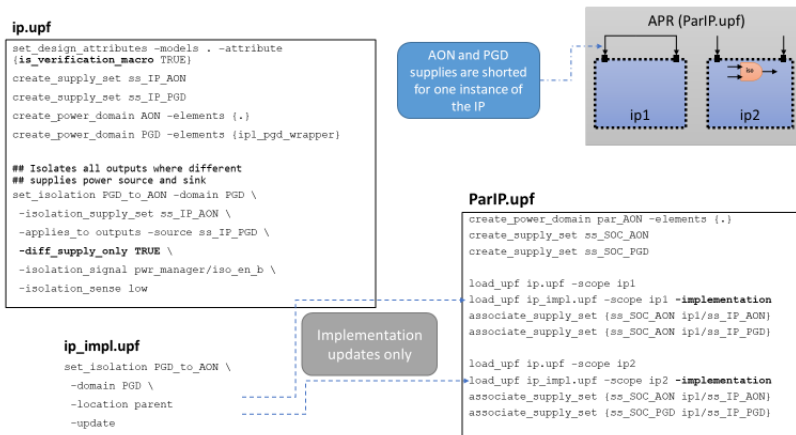 ip.upf
set_design_attributes -models . -attribute
{is_verification_macro TRUE}
create_supply_set ss_IP_AON
create_supply_set ss_IP_PGD
create_power_domain AON -elements {.}
create_power_domain PGD -elements {ip1_pgd_wrapper}
## Isolates all outputs where different
## supplies power source and sink
set_isolation PGD_to_AON -domain PGD \
-isolation_supply_set ss_IP_AON \
-applies_to outputs -source ss_IP_PGD \
-diff_supply_only TRUE \
-isolation_signal pwr_manager/iso_en_b \
-isolation_sense low
ip_impl.upf
set_isolation PGD_to_AON \
-domain PGD \
-location parent
-update
AON and PGD
supplies are shorted
for one instance of
the IP
Implementation
updates only
APR (ParIP.upf)
ip1
iso
ip2
ParIP.upf
create_power_domain par_AON -elements {.}
create_supply_set ss_SOC_AON
create_supply_set ss_SOC_PGD
load_upf ip.upf -scope ip1
load_upf ip_impl.upf -scope ip1 -implementation
associate_supply_set {ss_SOC_AON ip1/ss_IP_AON}
associate_supply_set {ss_SOC_AON ip1/ss_IP_PGD}
load_upf ip.upf -scope ip2
load_upf ip_impl.upf -scope ip2 -implementation
associate_supply_set {ss_SOC_AON ip1/ss_IP_AON}
associate_supply_set {ss_SOC_PGD ip1/ss_IP_PGD}